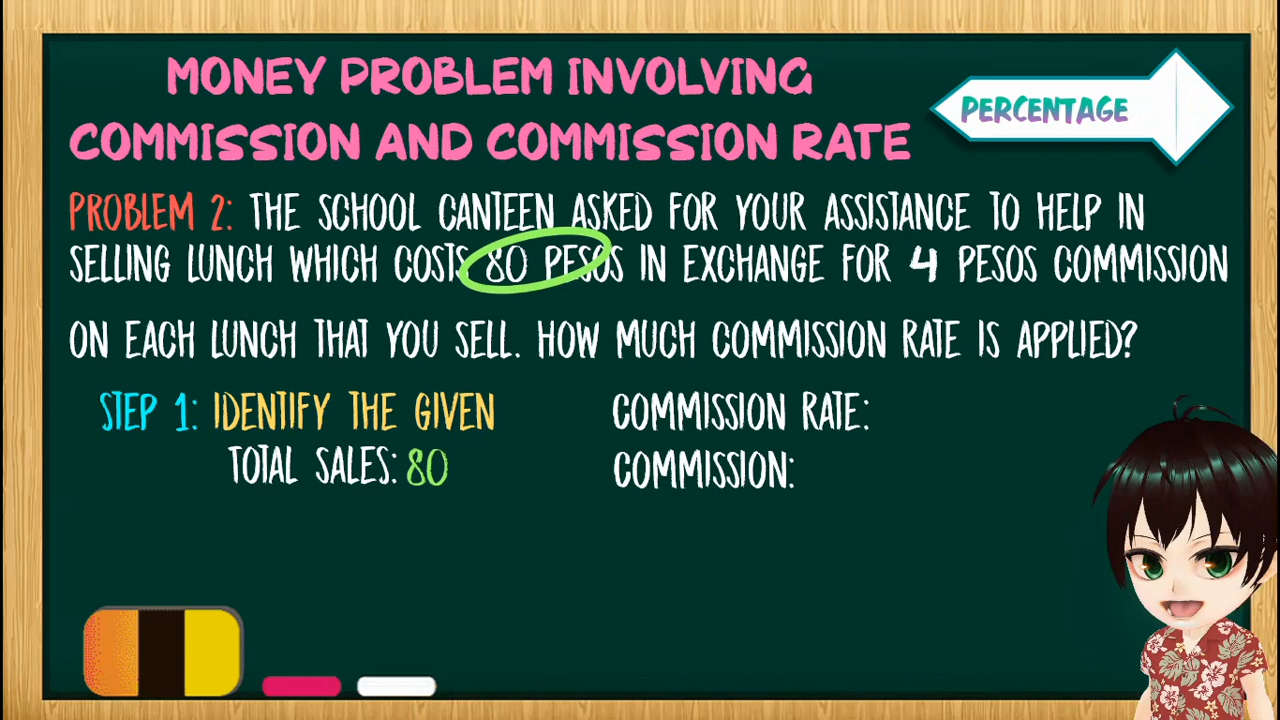 MONEY PROBLEM INVOLVING
COMMISSION AND COMMISSION RATE
PERCENTAGE
PROBLEM 2: THE SCHOOL CANTEEN ASKED FOR YOUR ASSISTANCE TO HELP IN
SELLING LUNCH WHICH COSTS 80 PESOS IN EXCHANGE FOR 4 PESOS COMMISSION
ON EACH LUNCH THAT YOU SELL. HOW MUCH COMMISSION RATE IS APPLIED?
STEP 1: IDENTIFY THE GIVEN
TOTAL SALES: 80
COMMISSION RATE:
COMMISSION: